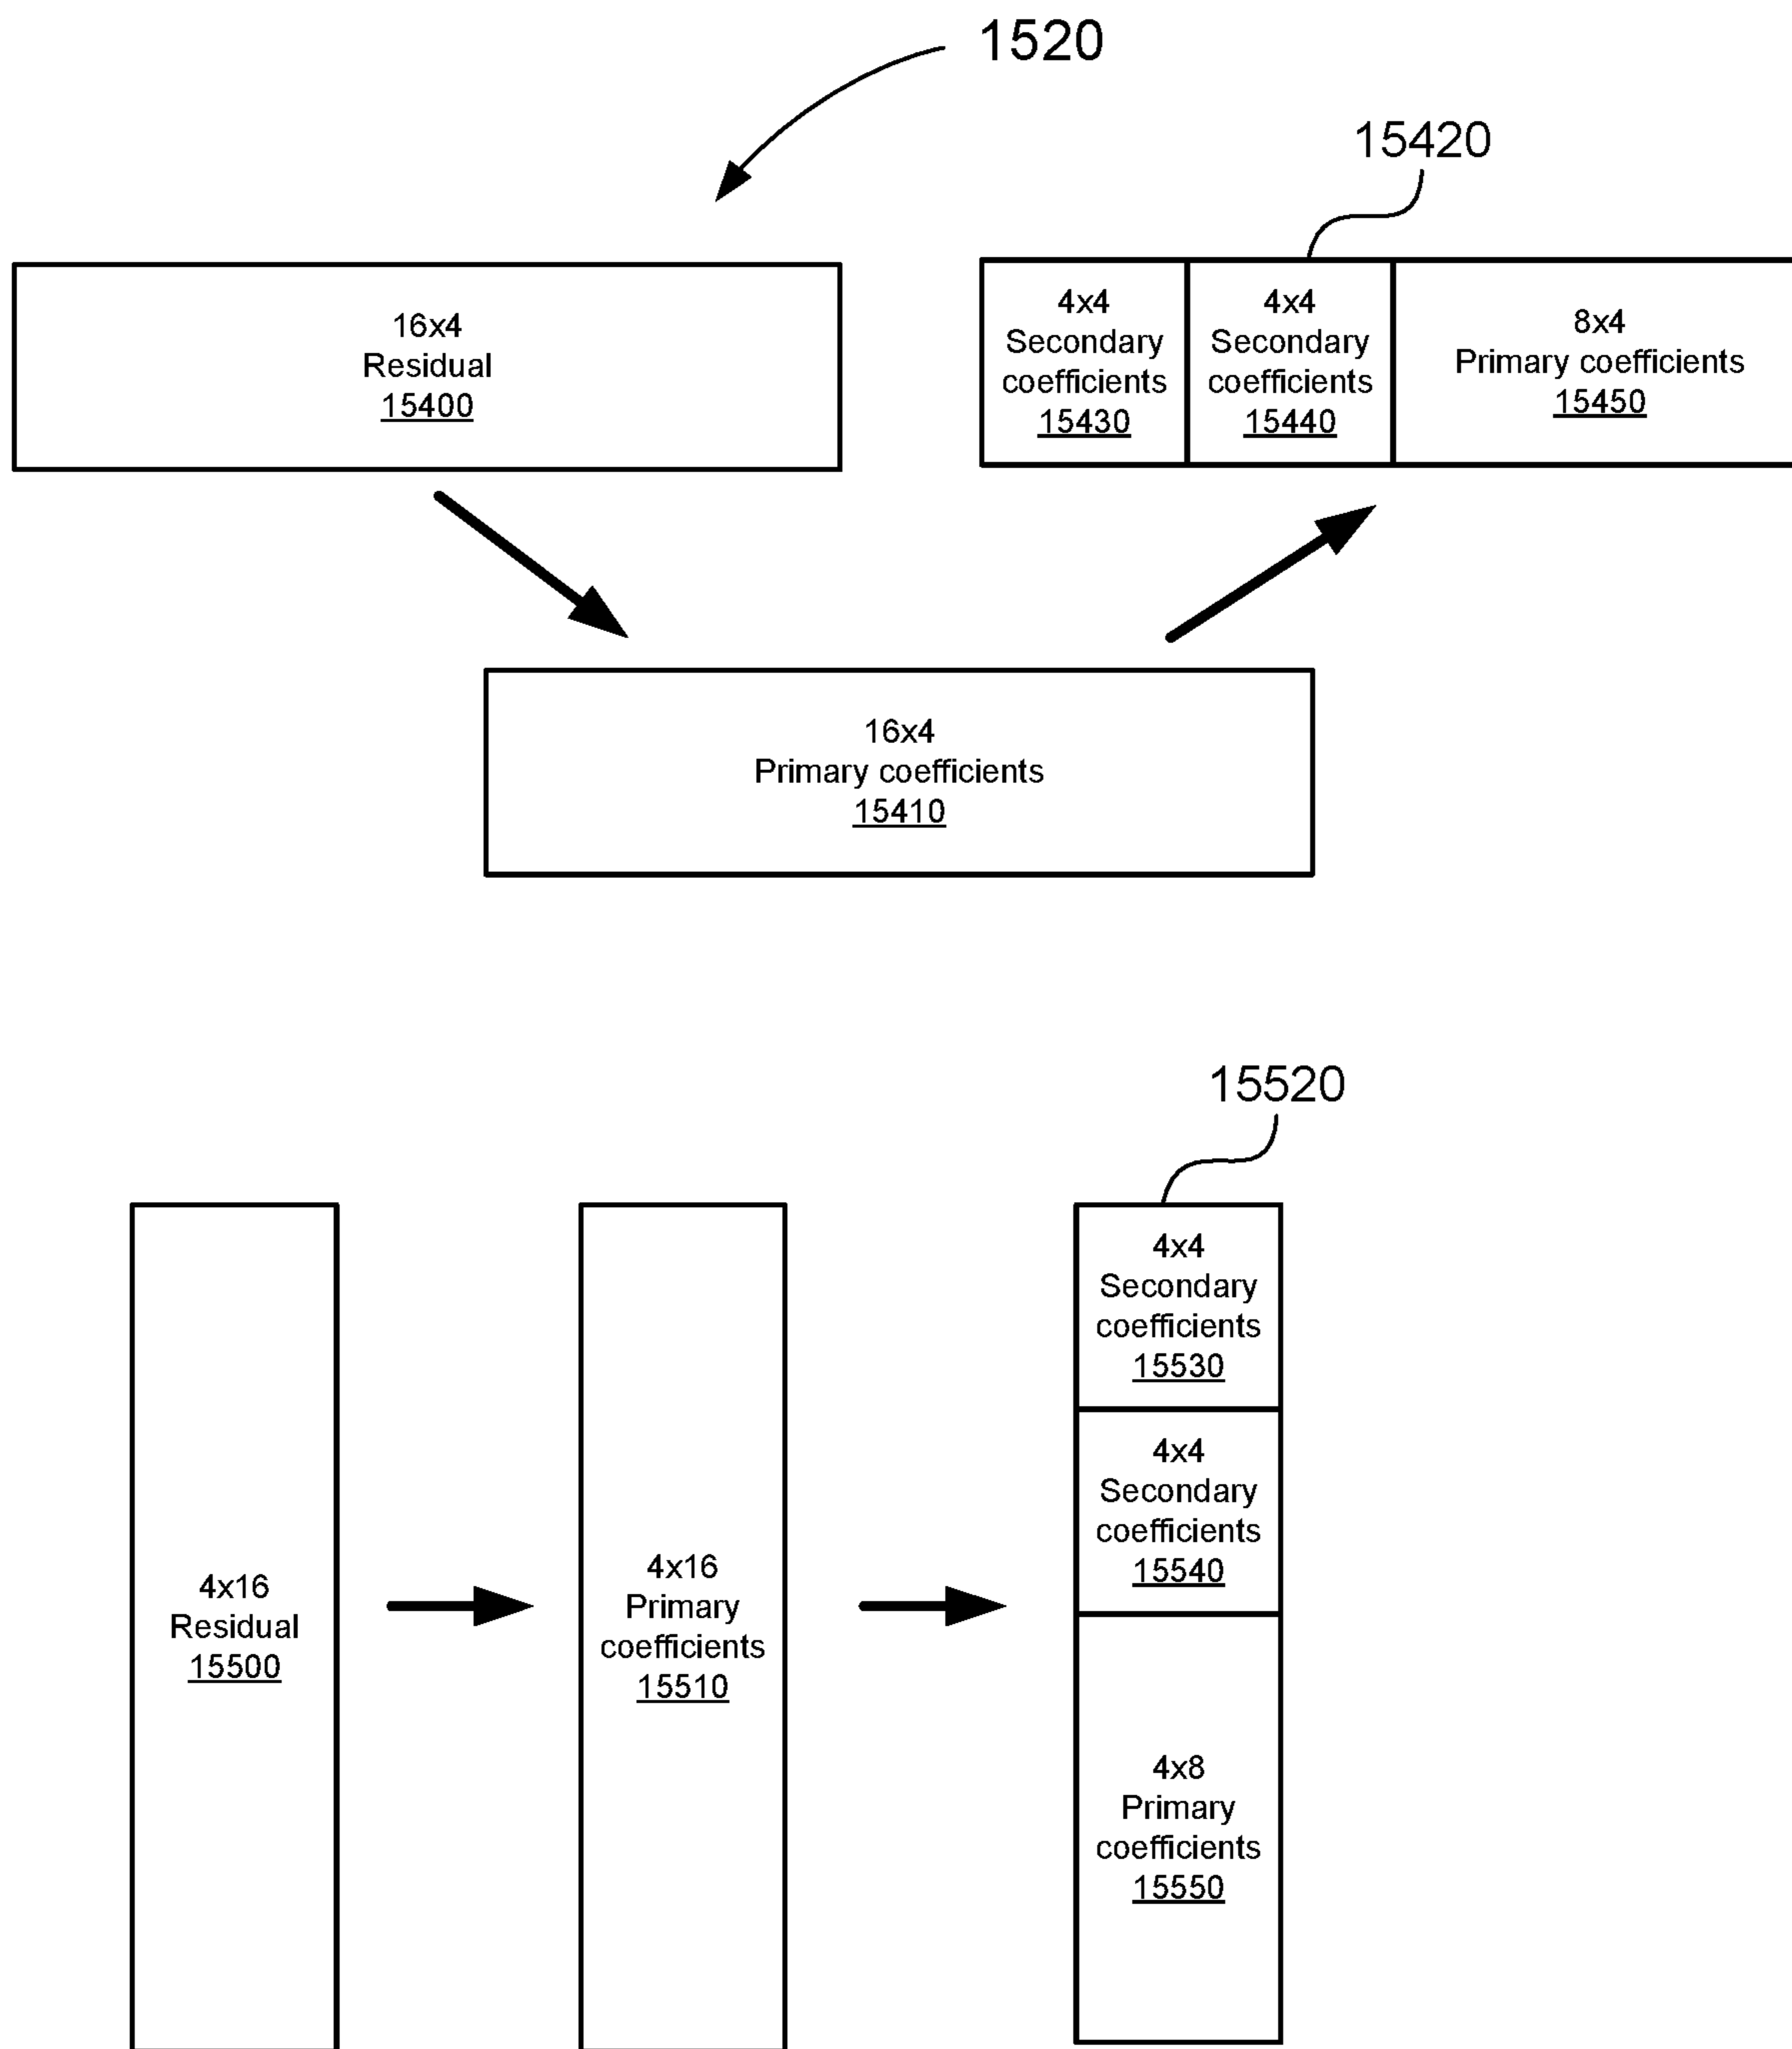 1520
15420
16x4
Residual
15400
4x4
Secondary
coefficients
15430
4x4
Secondary
coefficients
15440
8x4
Primary coefficients
15450
16x4
Primary coefficients
15410
15520
4x16
Residual
15500
4x16
Primary
coefficients
15510
4x4
Secondary
coefficients
15530
4x4
Secondary
coefficients
15540
4x8
Primary
coefficients
15550